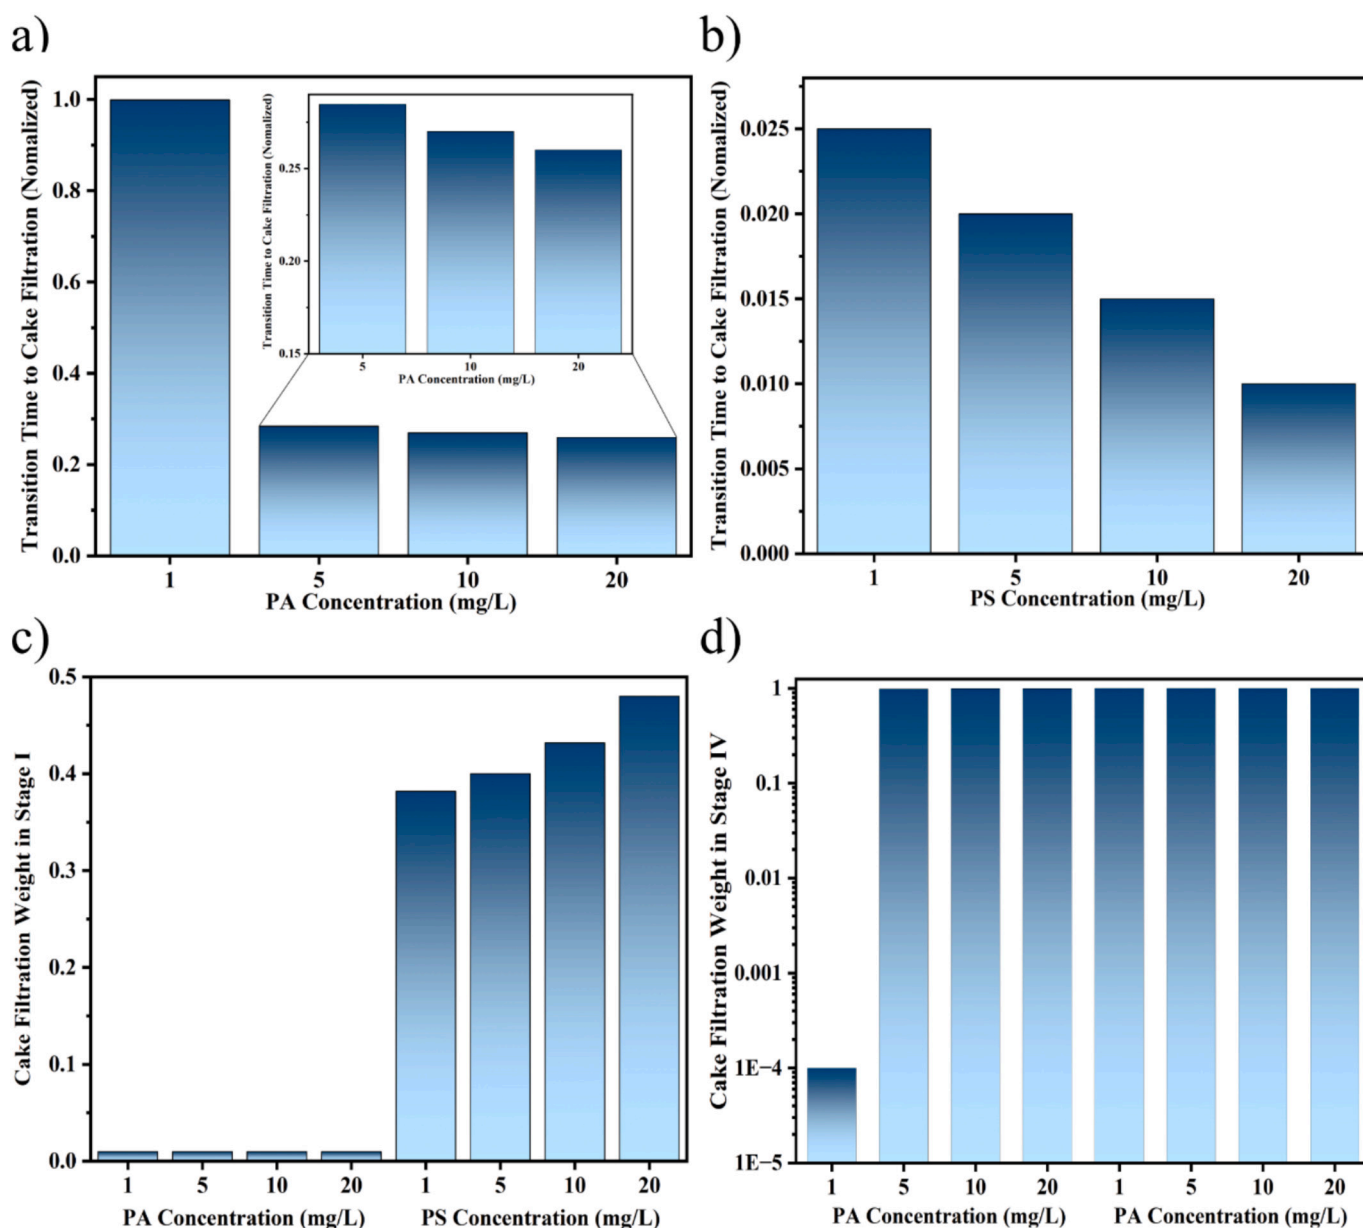 a)
Transition Time to Cake Filtration (Nomalized)
1.0
0.8
0.6
0.4
0.2
0.0
1
5
10
20
PA Concentration (mg/L)
Transition Time to Cake Filtration (Nomalized)
0.25
0.20
0.15
5
10
20
PA Concentration (mg/L)
b)
Transition Time to Cake Filtration (Nomalized)
0.025
0.020
0.015
0.010
0.005
0.000
1
5
10
20
PS Concentration (mg/L)
c)
Cake Filtration Weight in Stage I
0.5
0.4
0.3
0.2
0.1
0.0
1
5
10
20
1
5
10
20
PA Concentration (mg/L)
PS Concentration (mg/L)
d)
Cake Filtration Weight in Stage IV
1
0.1
0.01
0.001
1E−4
1E−5
1
5
10
20
1
5
10
20
PA Concentration (mg/L)
PA Concentration (mg/L)